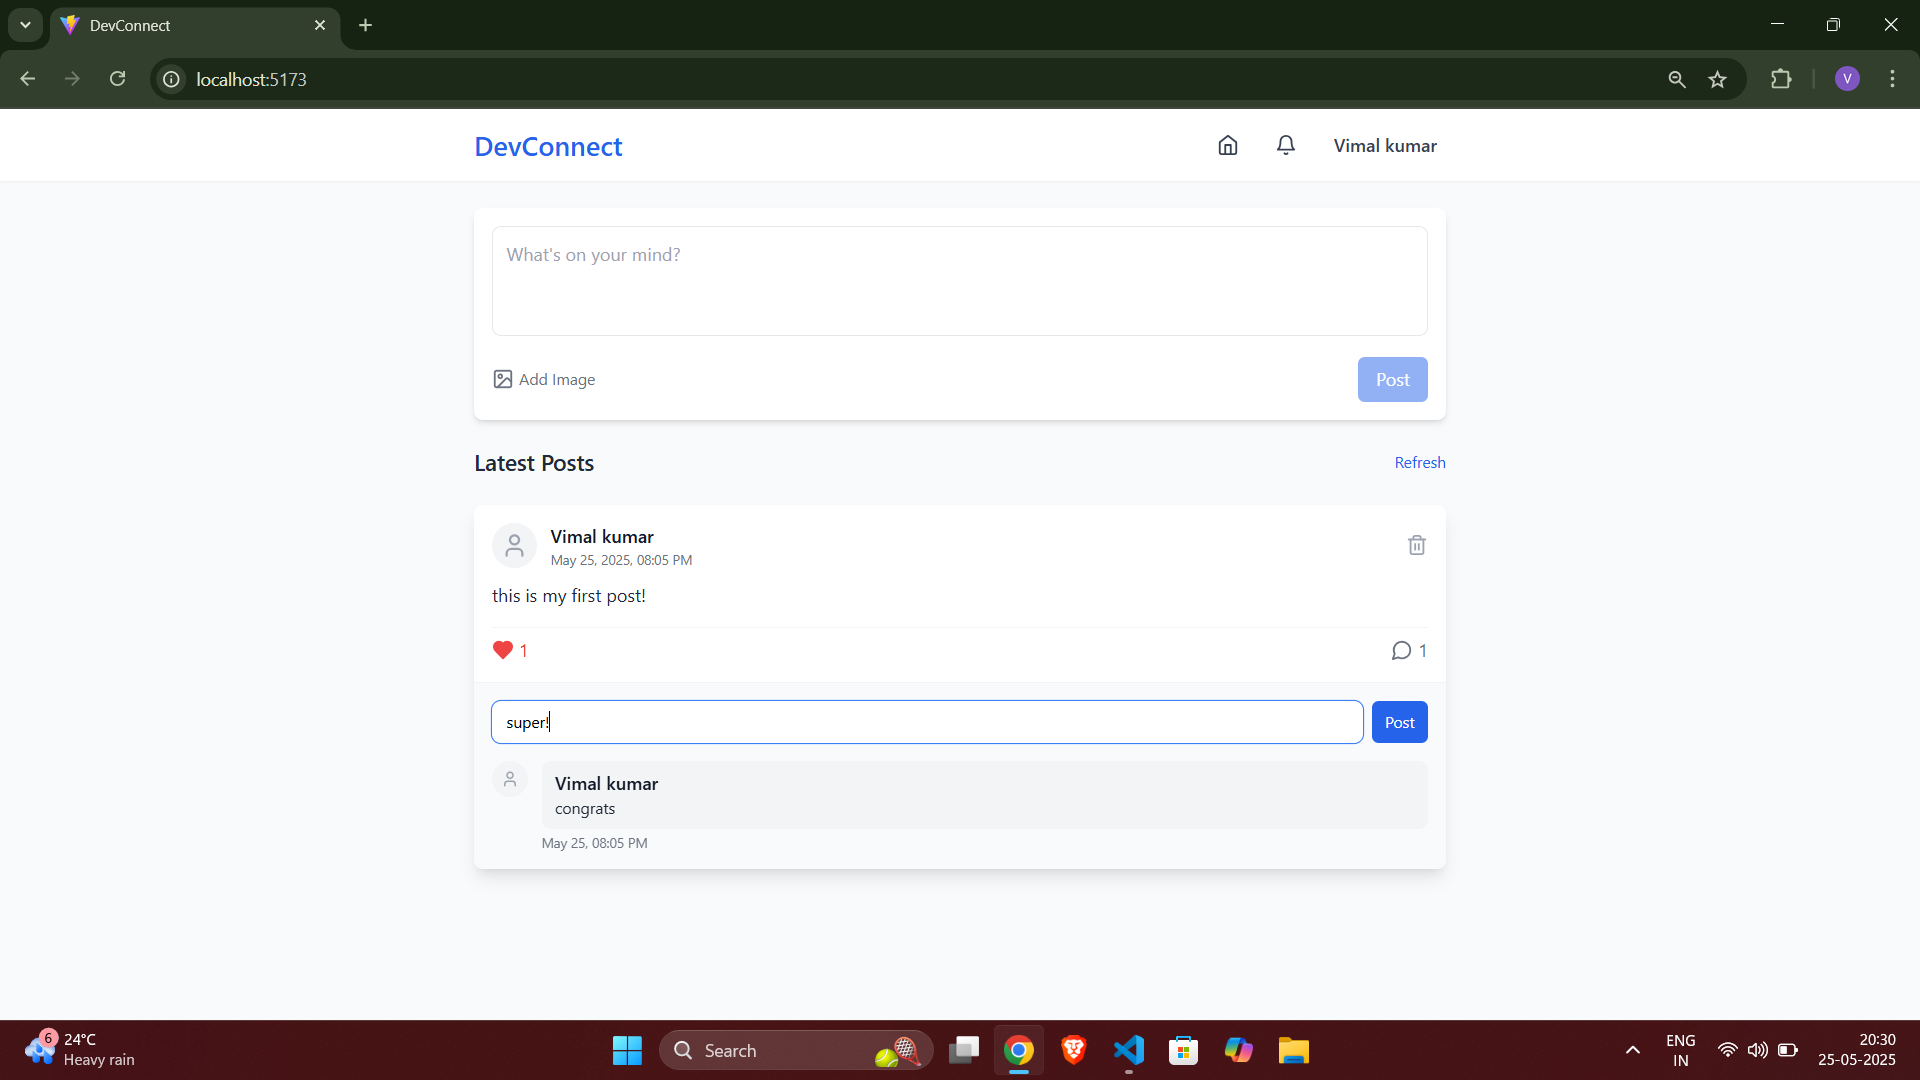 DevConnect
localhost:5173
V
DevConnect
Vimal kumar
What's on your mind?
Add Image
Post
Latest Posts
Refresh
Vimal kumar
May 25, 2025, 08:05 PM
this is my first post!
1
1
super!
Post
Vimal kumar
congrats
May 25, 08:05 PM
6
24°C
Heavy rain
Search
ENG
IN
20:30
25-05-2025